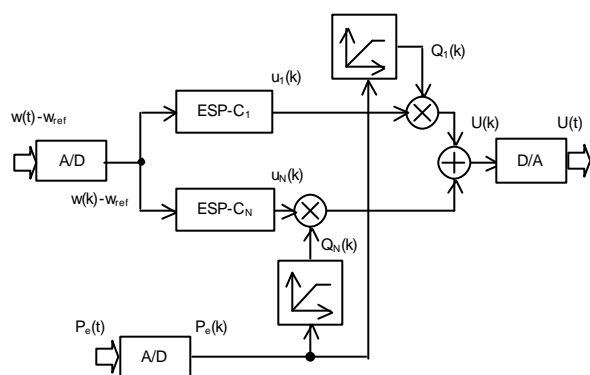 Q₁(k)
u₁(k)
w(t)-w_ref
ESP-C₁
U(k)
U(t)
A/D
D/A
w(k)-w_ref
u_N(k)
ESP-C_N
Q_N(k)
P_e(t)
P_e(k)
A/D